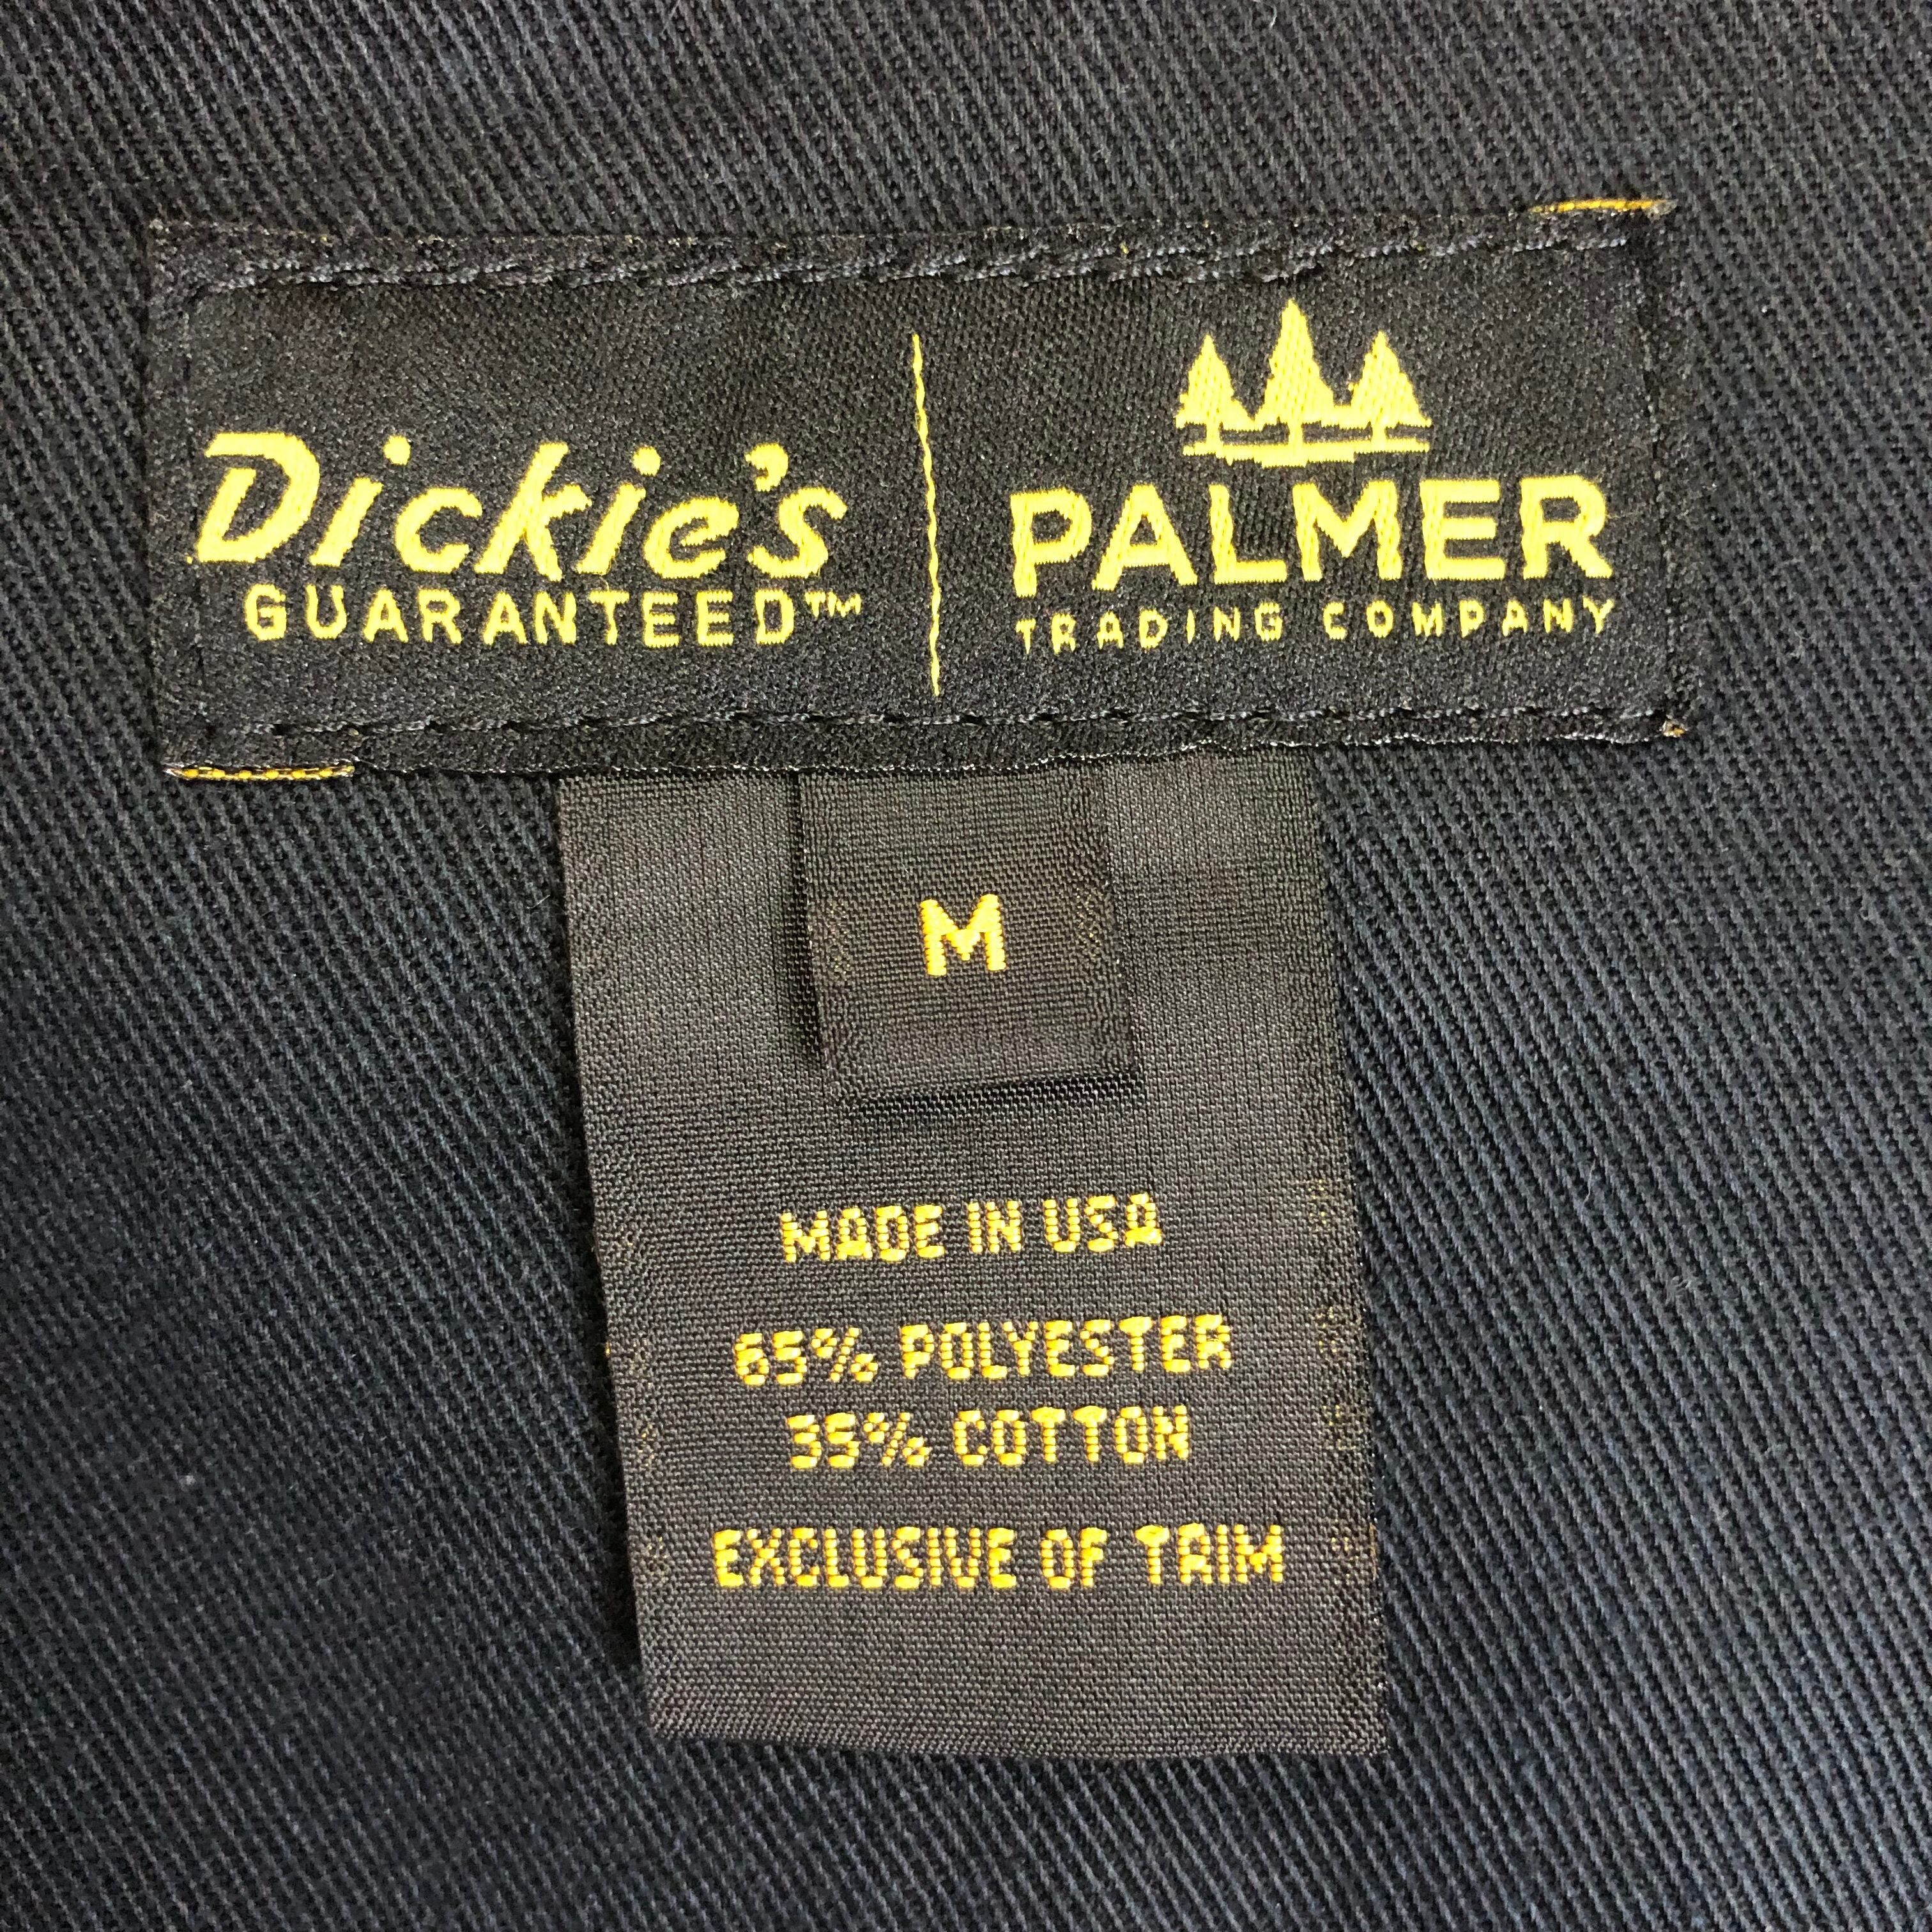 Dickie's
GUARANTEED™
PALMER
TRADING COMPANY
M
MADE IN USA
65% POLYESTER
35% COTTON
EXCLUSIVE OF TRIM